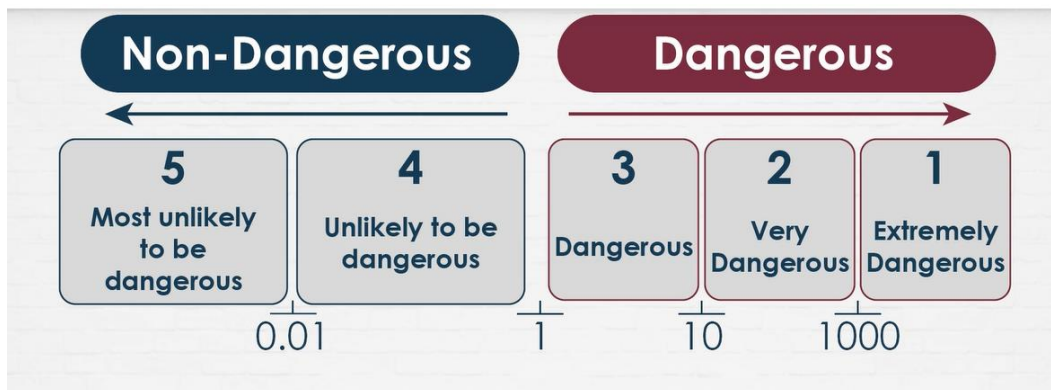 Non-Dangerous
Dangerous
5
Most unlikely
to be
dangerous
4
Unlikely to be
dangerous
3
Dangerous
2
Very
Dangerous
1
Extremely
Dangerous
0.01
1
10
1000